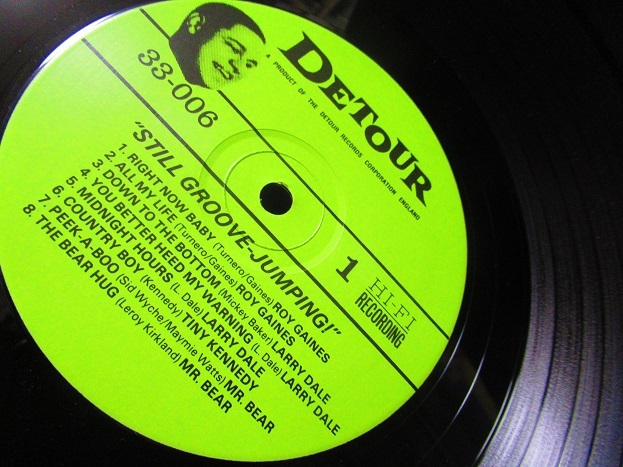 DETOUR
A PRODUCT OF THE DETOUR RECORDS CORPORATION ENGLAND
33-006
"STILL GROOVE-JUMPING!"
1. RIGHT NOW BABY (Turnero/Gaines) ROY GAINES
2. ALL MY LIFE (Turnero/Gaines) ROY GAINES
3. DOWN TO THE BOTTOM (Mickey Baker) LARRY DALE
4. YOU BETTER HEED MY WARNING (L. Dale) LARRY DALE
5. MIDNIGHT HOURS (L. Dale) LARRY DALE
6. COUNTRY BOY (Kennedy) TINY KENNEDY
7. PEEK-A-BOO (Sid Wyche/Maymie Watts) MR. BEAR
8. THE BEAR HUG (Leroy Kirkland) MR. BEAR
1
HI-FI
RECORDING